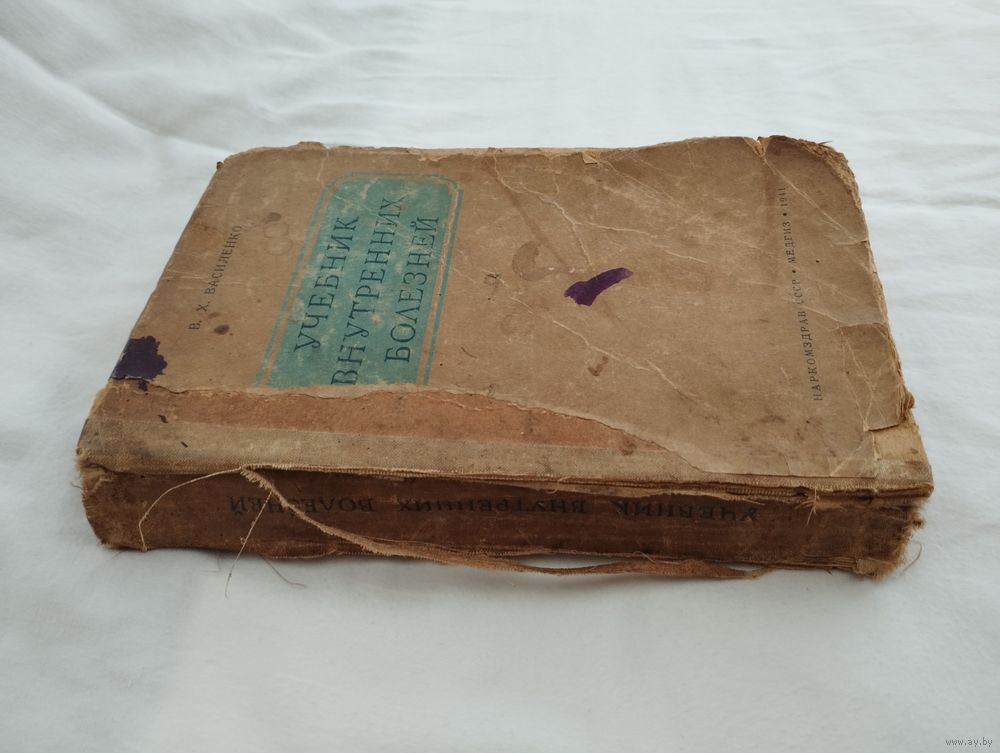 В. Х. ВАСИЛЕНКО
УЧЕБНИК
ВНУТРЕННИХ
БОЛЕЗНЕЙ
НАРКОМЗДРАВ СССР • МЕДГИЗ • 1941
УЧЕБНИК ВНУТРЕННИХ БОЛЕЗНЕЙ
www.ay.by